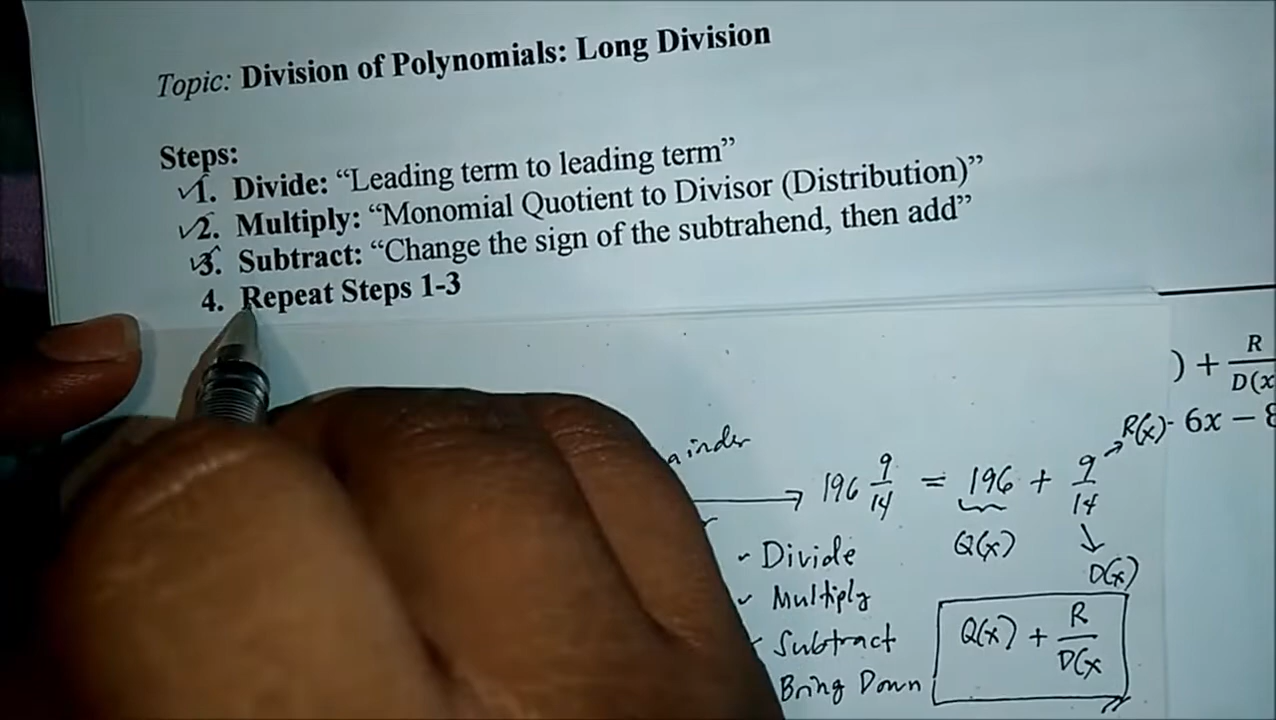 Topic: Division of Polynomials: Long Division
Steps:
1. Divide: “Leading term to leading term”
2. Multiply: “Monomial Quotient to Divisor (Distribution)”
3. Subtract: “Change the sign of the subtrahend, then add”
4. Repeat Steps 1-3
) + R/D(x
R(x) - 6x - 8
ainder
196 9/14 = 196 + 9/14
Q(x)
D(x)
Divide
Multiply
Subtract
Bring Down
Q(x) + R/D(x